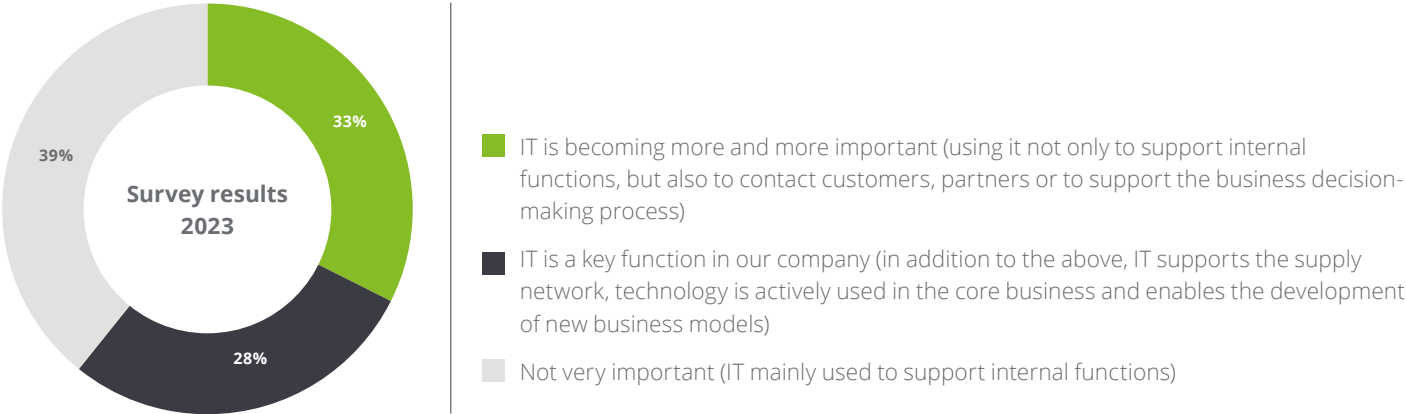 33%
39%
Survey results
2023
28%
IT is becoming more and more important (using it not only to support internal
functions, but also to contact customers, partners or to support the business decision-
making process)
IT is a key function in our company (in addition to the above, IT supports the supply
network, technology is actively used in the core business and enables the development
of new business models)
Not very important (IT mainly used to support internal functions)